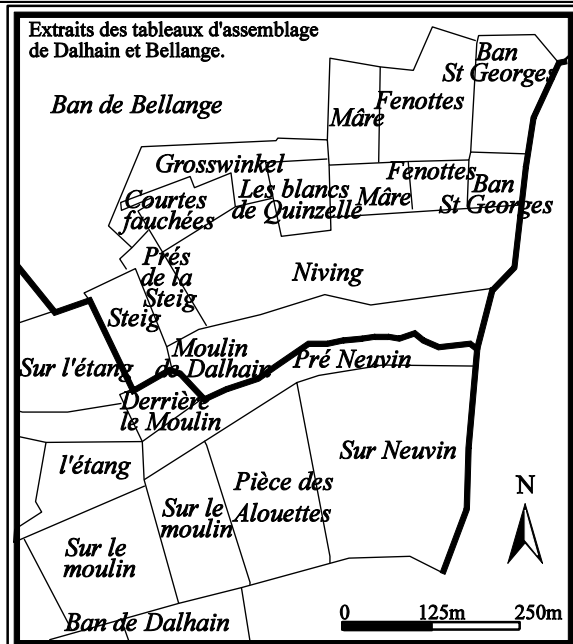 Extraits des tableaux d'assemblage
de Dalhain et Bellange.
Ban
St Georges
Ban de Bellange
Fenottes
Mâre
Grosswinkel
Fenottes
Courtes
fauchées
Les blancs
de Quinzelle
Mâre
Ban
St Georges
Prés
de la
Steig
Niving
Steig
Moulin
de Dalhain
Sur l'étang
Pré Neuvin
Derrière
le Moulin
Sur Neuvin
l'étang
Pièce des
Alouettes
Sur le
moulin
Sur le
moulin
N
Ban de Dalhain
0 125m 250m